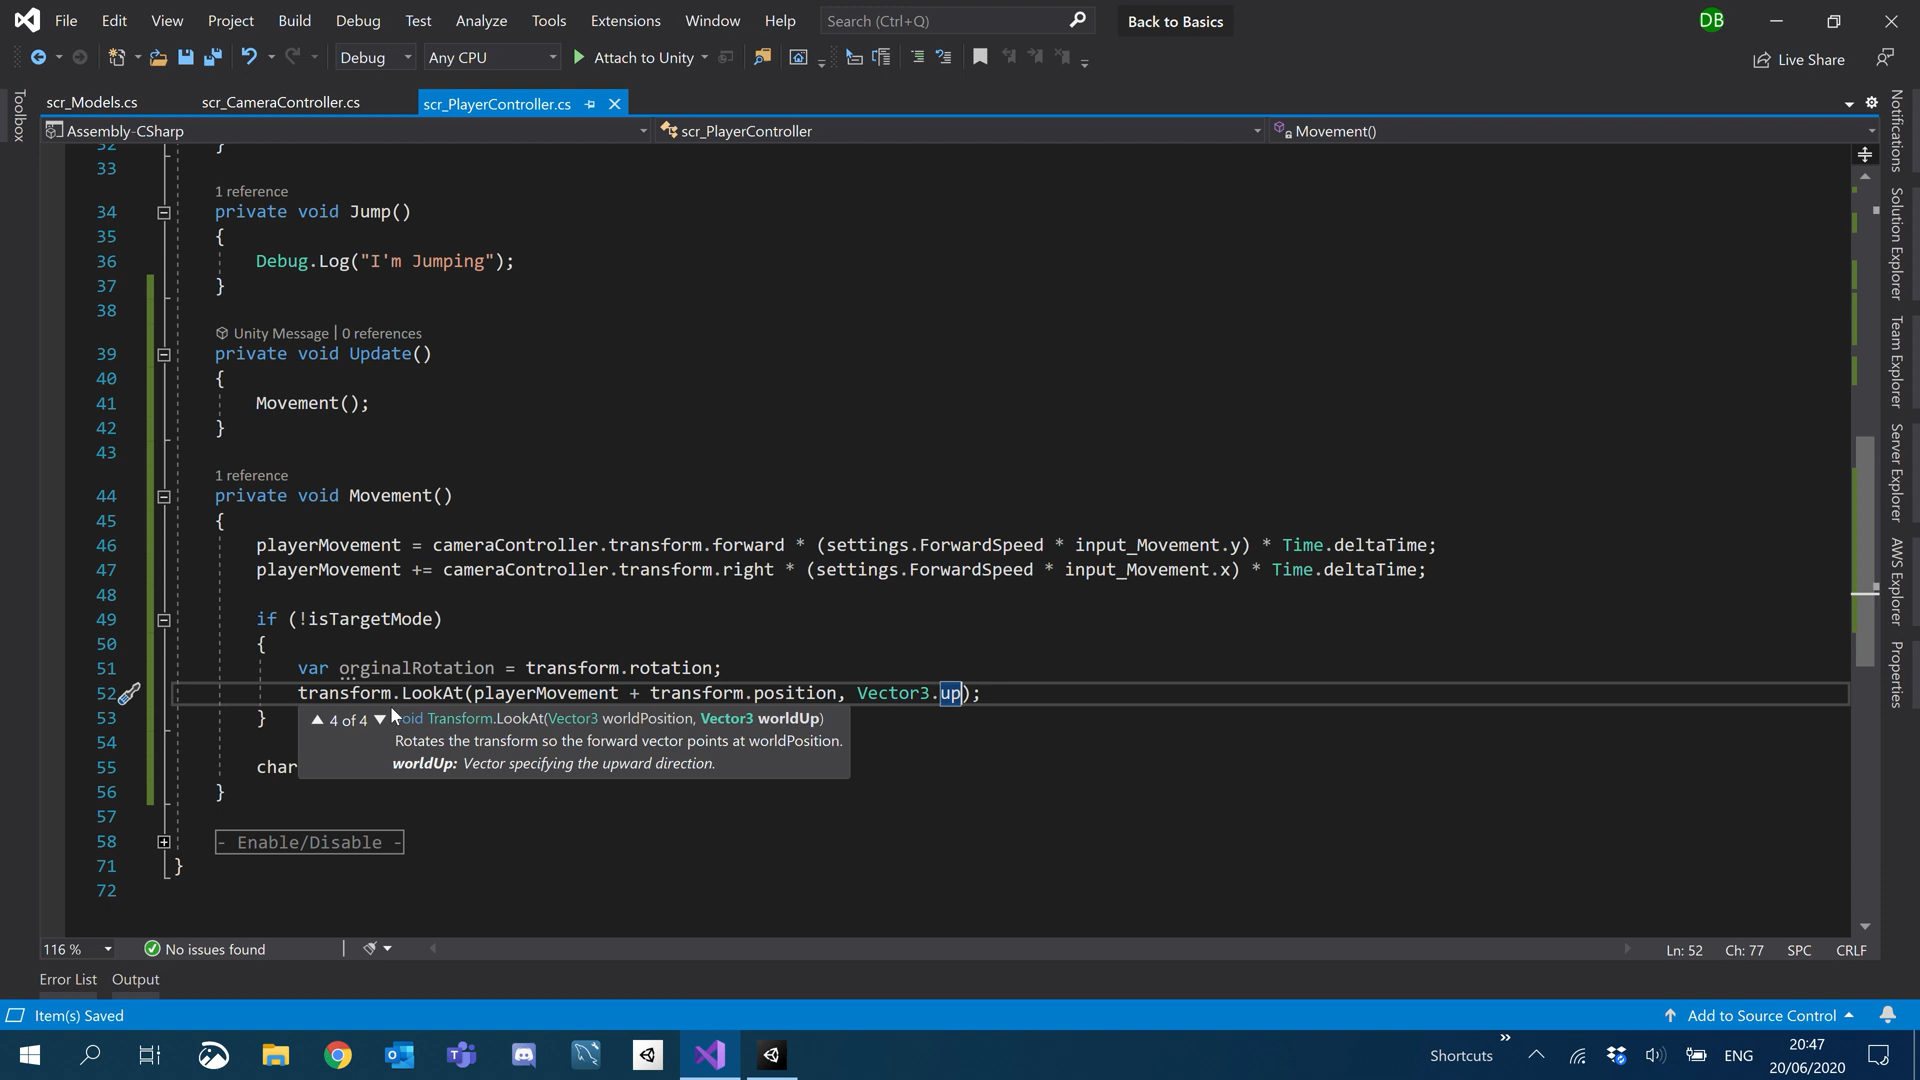 File Edit View Project Build Debug Test Analyze Tools Extensions Window Help Search (Ctrl+Q) Back to Basics DB
Debug Any CPU Attach to Unity Live Share
scr_Models.cs scr_CameraController.cs scr_PlayerController.cs
Toolbox
Assembly-CSharp scr_PlayerController Movement()
32 }
33
1 reference
34 private void Jump()
35 {
36 Debug.Log("I'm Jumping");
37 }
38
Unity Message | 0 references
39 private void Update()
40 {
41 Movement();
42 }
43
1 reference
44 private void Movement()
45 {
46 playerMovement = cameraController.transform.forward * (settings.ForwardSpeed * input_Movement.y) * Time.deltaTime;
47 playerMovement += cameraController.transform.right * (settings.ForwardSpeed * input_Movement.x) * Time.deltaTime;
48
49 if (!isTargetMode)
50 {
51 var orginalRotation = transform.rotation;
52 transform.LookAt(playerMovement + transform.position, Vector3.up);
53 }
4 of 4 void Transform.LookAt(Vector3 worldPosition, Vector3 worldUp)
Rotates the transform so the forward vector points at worldPosition.
worldUp: Vector specifying the upward direction.
54
55 char
56 }
57
58 - Enable/Disable -
71 }
72
Notifications
Solution Explorer
Team Explorer
Server Explorer
AWS Explorer
Properties
116 % No issues found Ln: 52 Ch: 77 SPC CRLF
Error List Output
Item(s) Saved Add to Source Control
Shortcuts ENG 20:47
20/06/2020